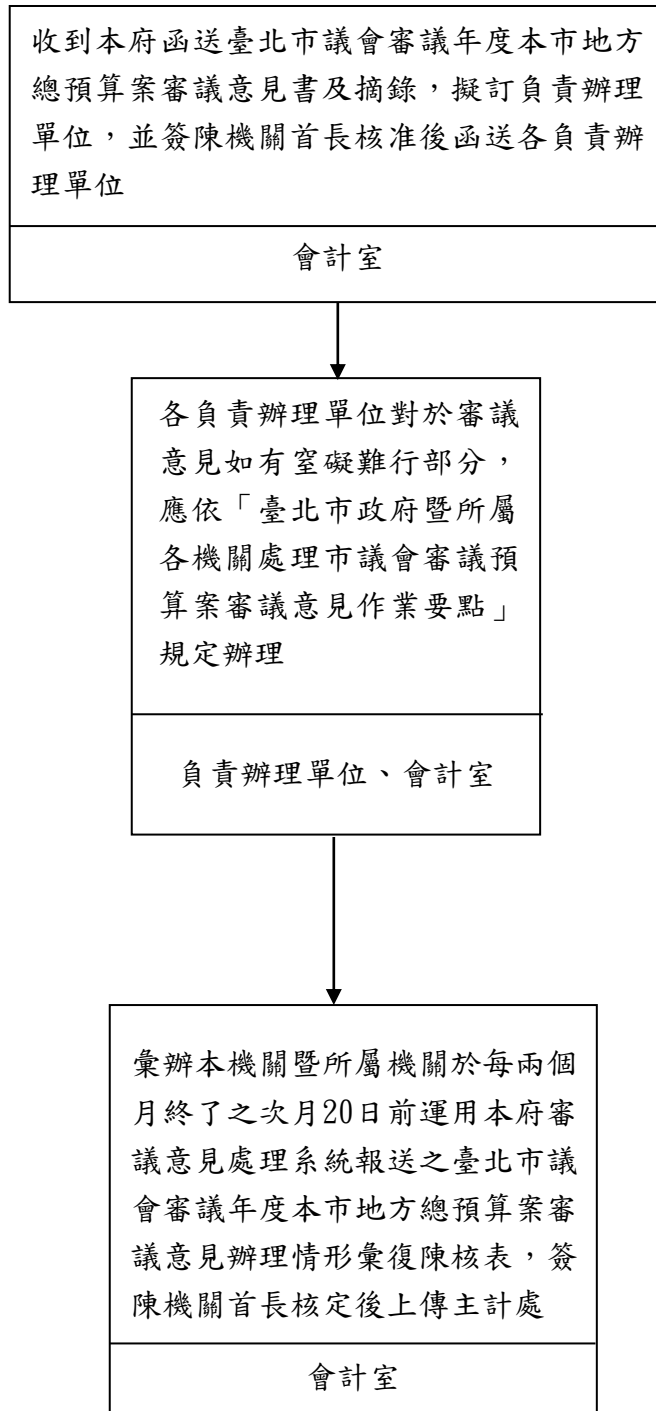 收到本府函送臺北市議會審議年度本市地方
總預算案審議意見書及摘錄，擬訂負責辦理
單位，並簽陳機關首長核准後函送各負責辦
理單位
會計室
各負責辦理單位對於審議
意見如有窒礙難行部分，
應依「臺北市政府暨所屬
各機關處理市議會審議預
算案審議意見作業要點」
規定辦理
負責辦理單位、會計室
彙辦本機關暨所屬機關於每兩個
月終了之次月20日前運用本府審
議意見處理系統報送之臺北市議
會審議年度本市地方總預算案審
議意見辦理情形彙復陳核表，簽
陳機關首長核定後上傳主計處
會計室